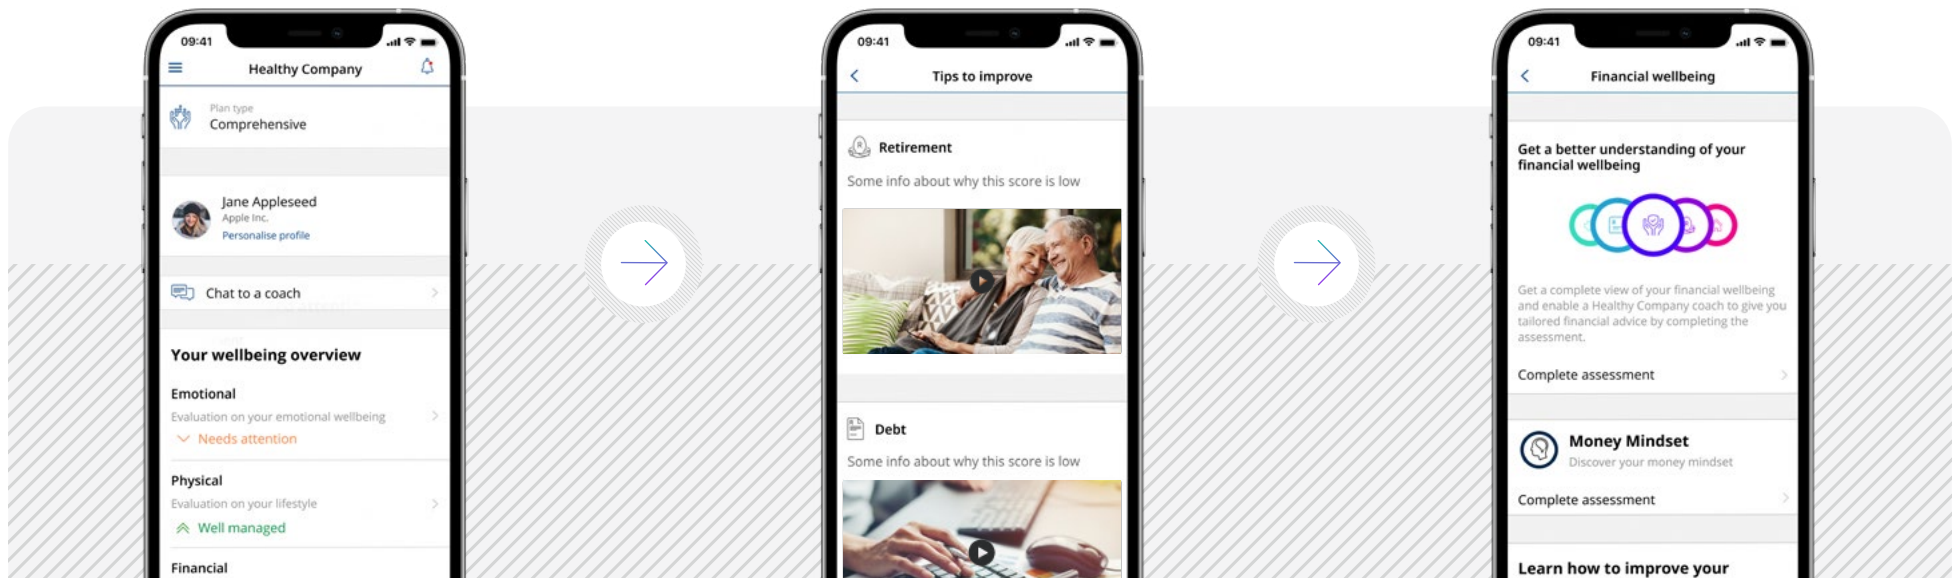 09:41
Healthy Company
Plan type
Comprehensive
Jane Appleseed
Apple Inc.
Personalise profile
Chat to a coach
Your wellbeing overview
Emotional
Evaluation on your emotional wellbeing
Needs attention
Physical
Evaluation on your lifestyle
Well managed
Financial
09:41
Tips to improve
Retirement
Some info about why this score is low
Debt
Some info about why this score is low
09:41
Financial wellbeing
Get a better understanding of your
financial wellbeing
Get a complete view of your financial wellbeing
and enable a Healthy Company coach to give you
tailored financial advice by completing the
assessment.
Complete assessment
Money Mindset
Discover your money mindset
Complete assessment
Learn how to improve your